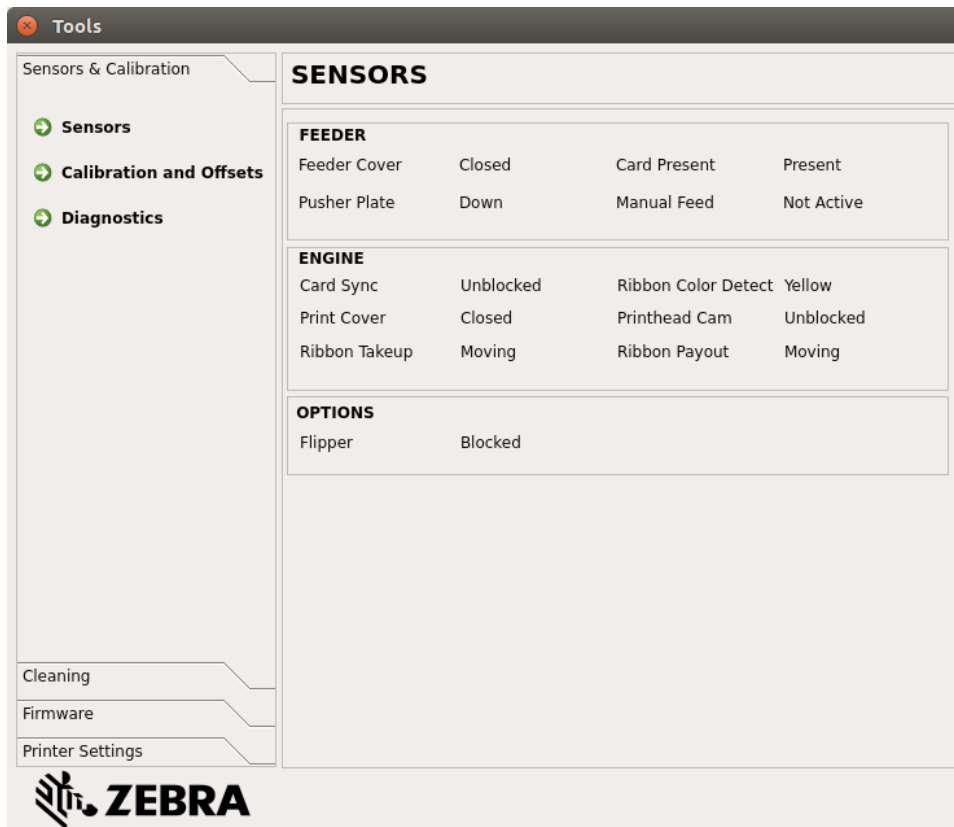 Tools
Sensors & Calibration
Sensors
Calibration and Offsets
Diagnostics
SENSORS
FEEDER
Feeder Cover Closed Card Present Present
Pusher Plate Down Manual Feed Not Active
ENGINE
Card Sync Unblocked Ribbon Color Detect Yellow
Print Cover Closed Printhead Cam Unblocked
Ribbon Takeup Moving Ribbon Payout Moving
OPTIONS
Flipper Blocked
Cleaning
Firmware
Printer Settings
ZEBRA